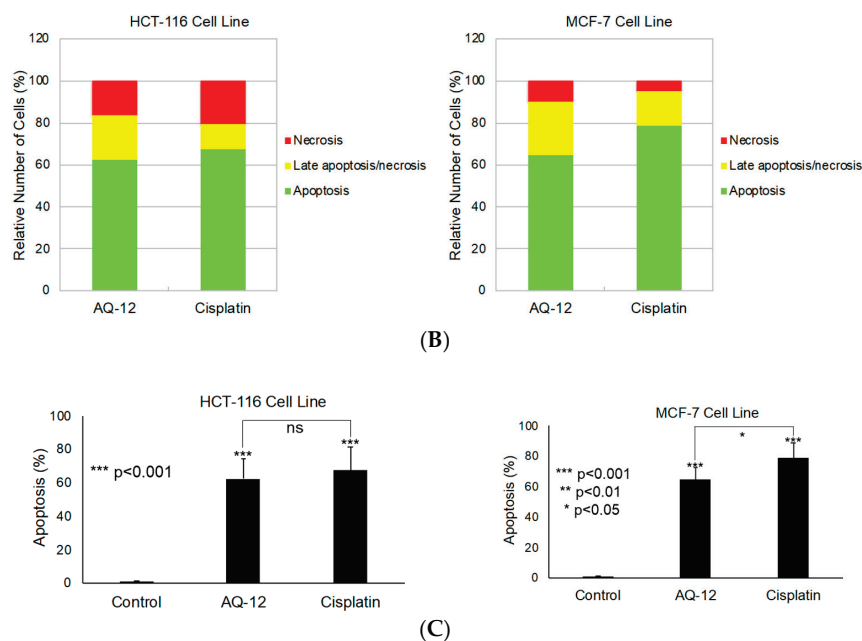 HCT-116 Cell Line
120
100
80
60
40
20
0
Relative Number of Cells (%)
AQ-12 Cisplatin
Necrosis
Late apoptosis/necrosis
Apoptosis
MCF-7 Cell Line
120
100
80
60
40
20
0
Relative Number of Cells (%)
AQ-12 Cisplatin
Necrosis
Late apoptosis/necrosis
Apoptosis
(B)
HCT-116 Cell Line
100
80
60
40
20
0
Apoptosis (%)
*** p<0.001
ns
***
***
Control AQ-12 Cisplatin
MCF-7 Cell Line
100
80
60
40
20
0
Apoptosis (%)
*** p<0.001
** p<0.01
* p<0.05
*
***
***
Control AQ-12 Cisplatin
(C)